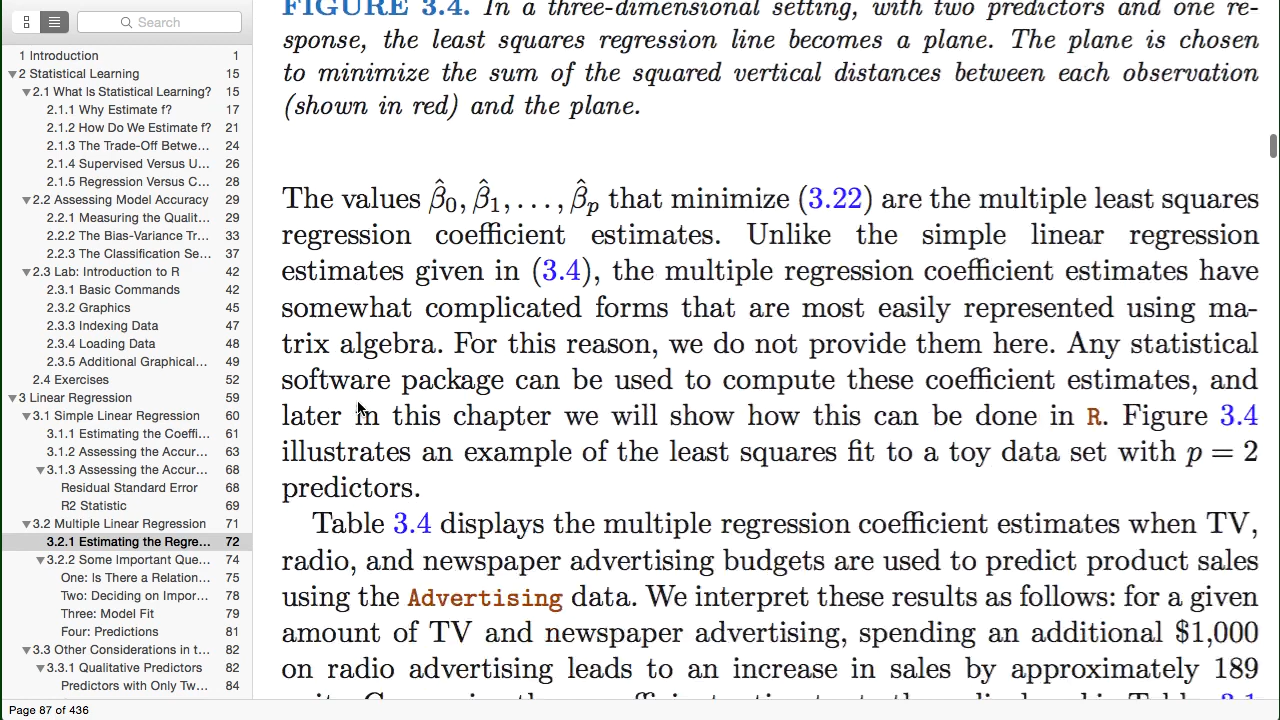 Search
1 Introduction 1
2 Statistical Learning 15
2.1 What Is Statistical Learning? 15
2.1.1 Why Estimate f? 17
2.1.2 How Do We Estimate f? 21
2.1.3 The Trade-Off Betwe... 24
2.1.4 Supervised Versus U... 26
2.1.5 Regression Versus C... 28
2.2 Assessing Model Accuracy 29
2.2.1 Measuring the Qualit... 29
2.2.2 The Bias-Variance Tr... 33
2.2.3 The Classification Se... 37
2.3 Lab: Introduction to R 42
2.3.1 Basic Commands 42
2.3.2 Graphics 45
2.3.3 Indexing Data 47
2.3.4 Loading Data 48
2.3.5 Additional Graphical... 49
2.4 Exercises 52
3 Linear Regression 59
3.1 Simple Linear Regression 60
3.1.1 Estimating the Coeffi... 61
3.1.2 Assessing the Accur... 63
3.1.3 Assessing the Accur... 68
Residual Standard Error 68
R2 Statistic 69
3.2 Multiple Linear Regression 71
3.2.1 Estimating the Regre... 72
3.2.2 Some Important Que... 74
One: Is There a Relation... 75
Two: Deciding on Impor... 78
Three: Model Fit 79
Four: Predictions 81
3.3 Other Considerations in t... 82
3.3.1 Qualitative Predictors 82
Predictors with Only Tw... 84
Page 87 of 436
FIGURE 3.4. In a three-dimensional setting, with two predictors and one re-
sponse, the least squares regression line becomes a plane. The plane is chosen
to minimize the sum of the squared vertical distances between each observation
(shown in red) and the plane.
The values β̂0, β̂1, . . . , β̂p that minimize (3.22) are the multiple least squares
regression coefficient estimates. Unlike the simple linear regression
estimates given in (3.4), the multiple regression coefficient estimates have
somewhat complicated forms that are most easily represented using ma-
trix algebra. For this reason, we do not provide them here. Any statistical
software package can be used to compute these coefficient estimates, and
later in this chapter we will show how this can be done in R. Figure 3.4
illustrates an example of the least squares fit to a toy data set with p = 2
predictors.
Table 3.4 displays the multiple regression coefficient estimates when TV,
radio, and newspaper advertising budgets are used to predict product sales
using the Advertising data. We interpret these results as follows: for a given
amount of TV and newspaper advertising, spending an additional $1,000
on radio advertising leads to an increase in sales by approximately 189